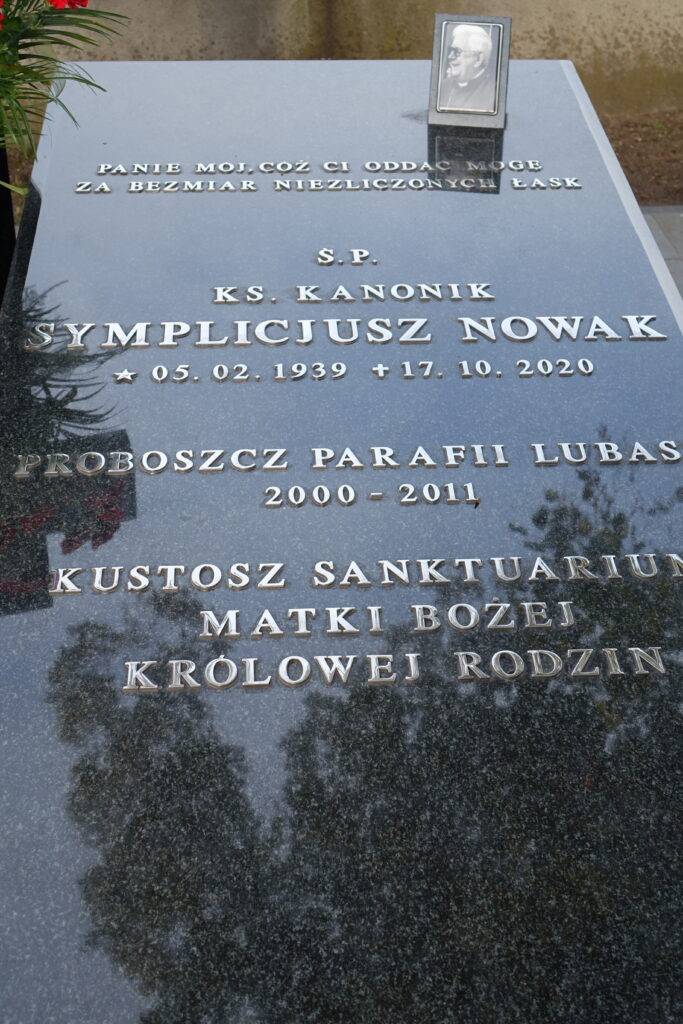 PANIE MÓJ, CÓŻ CI ODDAĆ MOGĘ
ZA BEZMIAR NIEZLICZONYCH ŁASK
Ś.P.
KS. KANONIK
SYMPLICJUSZ NOWAK
★ 05. 02. 1939 ✝ 17. 10. 2020
PROBOSZCZ PARAFII LUBAS
2000 - 2011
KUSTOSZ SANKTUARIUM
MATKI BOŻEJ
KRÓLOWEJ RODZIN